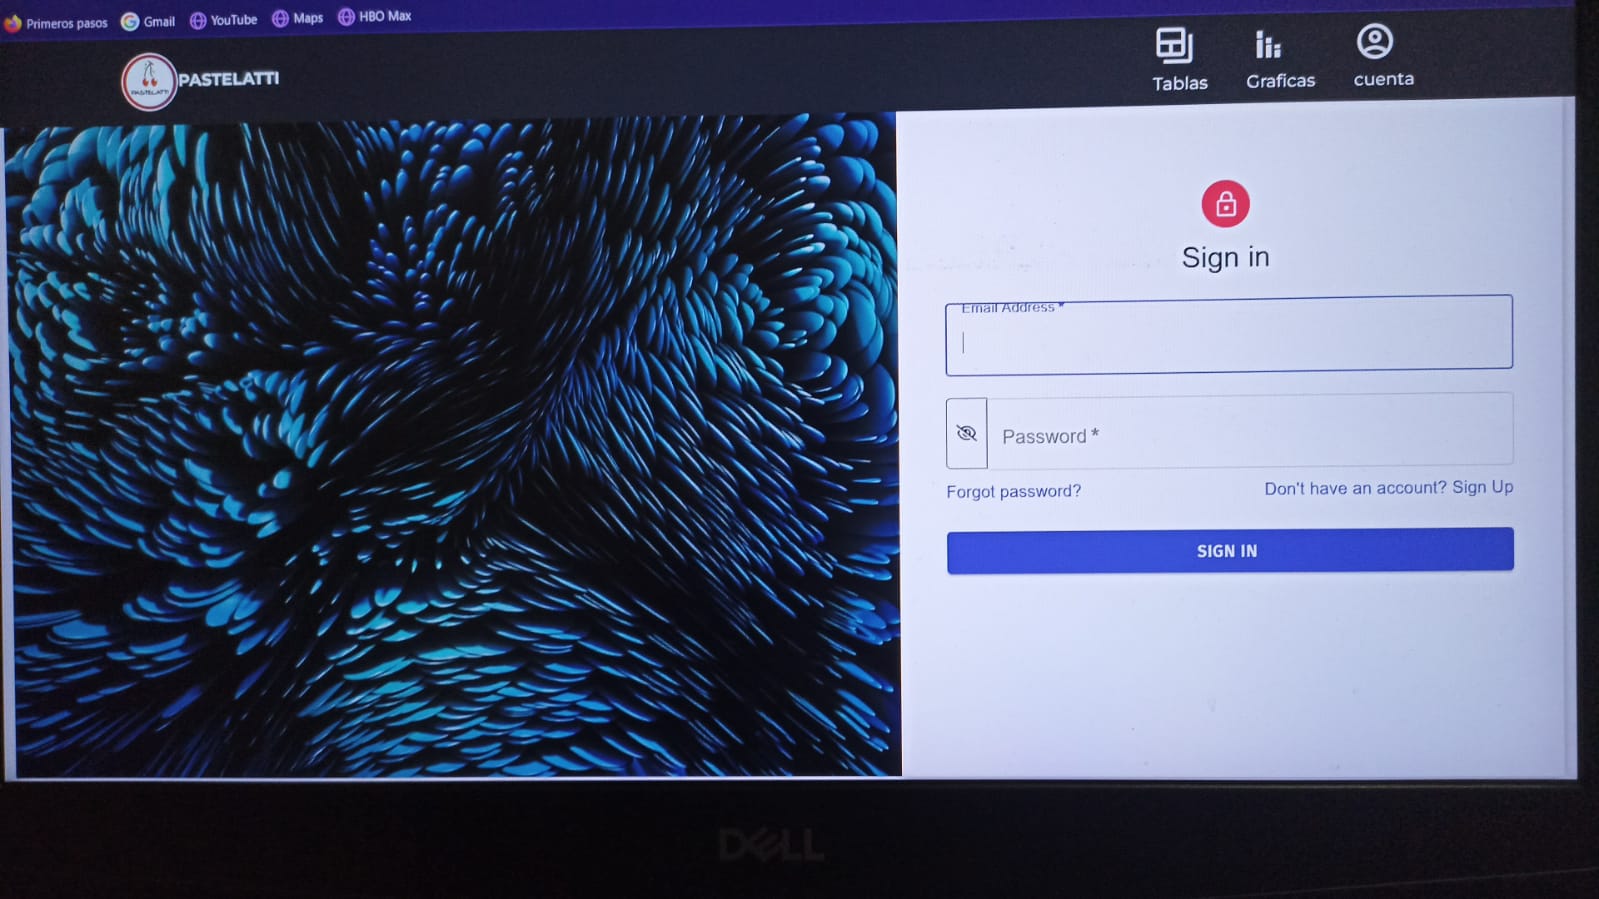 Primeros pasos Gmail YouTube Maps HBO Max
PASTELATTI PASTELATTI
Tablas Graficas cuenta
Sign in
Email Address *
Password *
Forgot password? Don't have an account? Sign Up
SIGN IN
DELL